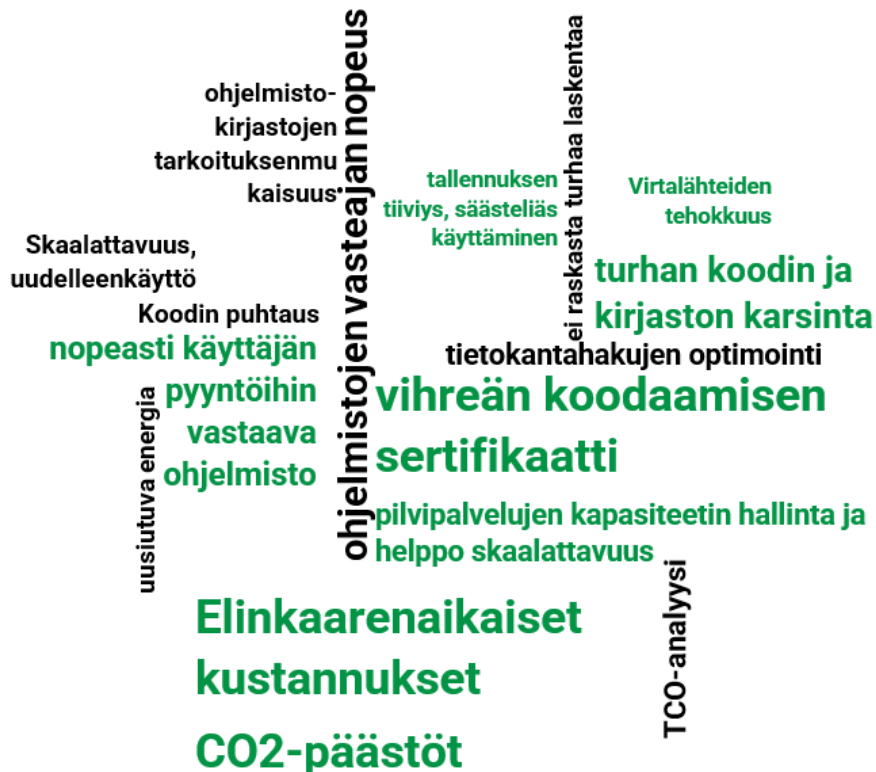 ohjelmistojen vasteajan nopeus
ei raskasta turhaa laskentaa
ohjelmisto-
kirjastojen
tarkoituksenmu
kaisuus
tallennuksen
tiiviys, säästeliäs
käyttäminen
Virtalähteiden
tehokkuus
Skaalattavuus,
uudelleenkäyttö
turhan koodin ja
kirjaston karsinta
Koodin puhtaus
nopeasti käyttäjän
pyyntöihin
vastaava
ohjelmisto
tietokantahakujen optimointi
vihreän koodaamisen
sertifikaatti
uusiutuva energia
pilvipalvelujen kapasiteetin hallinta ja
helppo skaalattavuus
TCO-analyysi
Elinkaarenaikaiset
kustannukset
CO2-päästöt